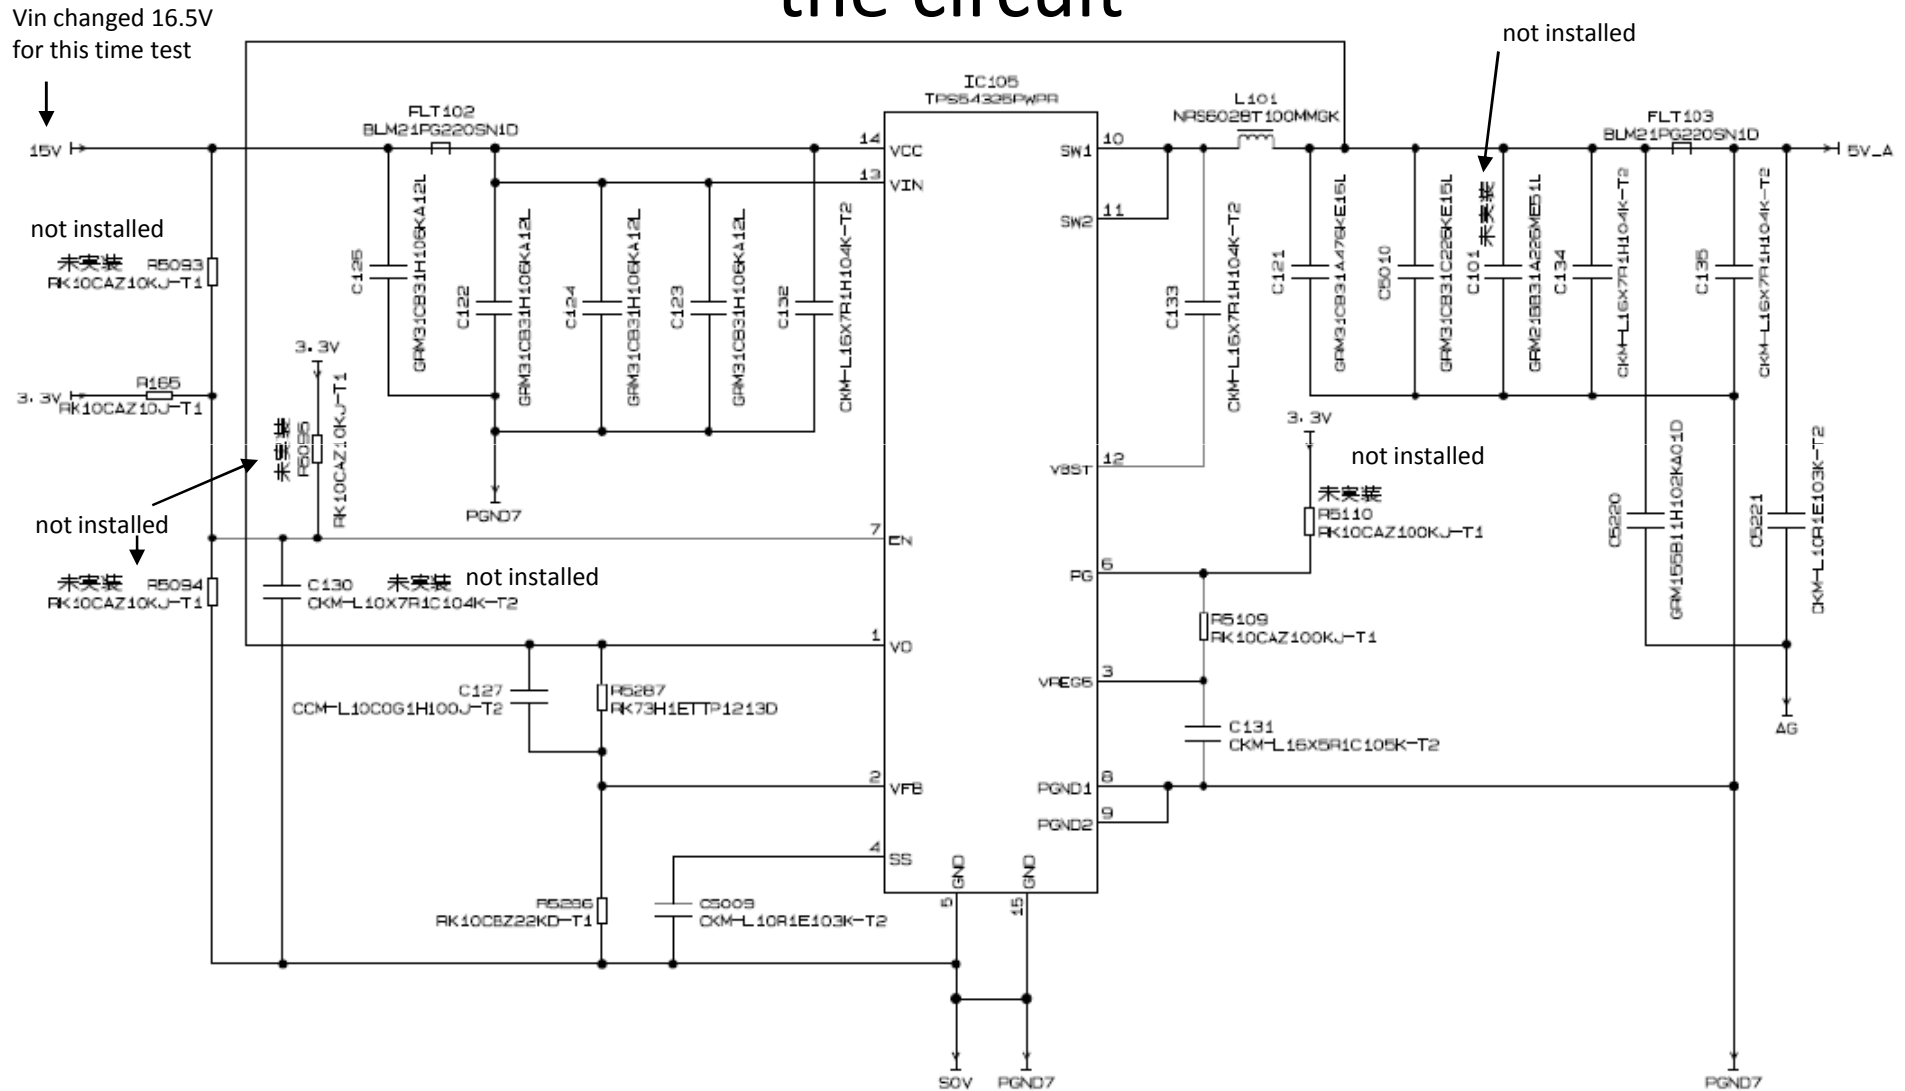 the circuit
Vin changed 16.5V
for this time test
not installed
IC105
TPS54325PWPR
FLT102
BLM21PG220SN1D
L101
NRS6028T100MMGK
FLT103
BLM21PG220SN1D
15V
14
VCC
13
VIN
SW1
10
SW2
11
5V_A
not installed
未実装 R5093
RK10CAZ10KJ-T1
C125
GRM31CB31H106KA12L
C122
GRM31CB31H106KA12L
C124
GRM31CB31H106KA12L
C123
GRM31CB31H106KA12L
C132
CKM-L16X7R1H104K-T2
C133
CKM-L16X7R1H104K-T2
C121
GRM31CB31A476KE15L
C5010
GRM31CB31C226KE15L
C101
未実装
GRM21BB31A226ME51L
C134
CKM-L16X7R1H104K-T2
C135
CKM-L16X7R1H104K-T2
3.3V
R165
RK10CAZ10J-T1
3.3V
未実装
RK10CAZ10KJ-T1
not installed
PGND7
VBST
12
3.3V
not installed
未実装
R5110
RK10CAZ100KJ-T1
C5220
GRM155B11H102KA01D
C5221
CKM-L10R1E103K-T2
7
EN
未実装 R5094
RK10CAZ10KJ-T1
C130 未実装 not installed
CKM-L10X7R1C104K-T2
PG
6
R5109
RK10CAZ100KJ-T1
1
VO
C127
CCM-L10C0G1H100J-T2
R5287
RK73H1ETTP1213D
VREG5
3
C131
CKM-L16X5R1C105K-T2
AG
2
VFB
PGND1
8
PGND2
9
4
SS
GND
5
GND
15
R5286
RK10CBZ22KD-T1
C5009
CKM-L10R1E103K-T2
S0V
PGND7
PGND7